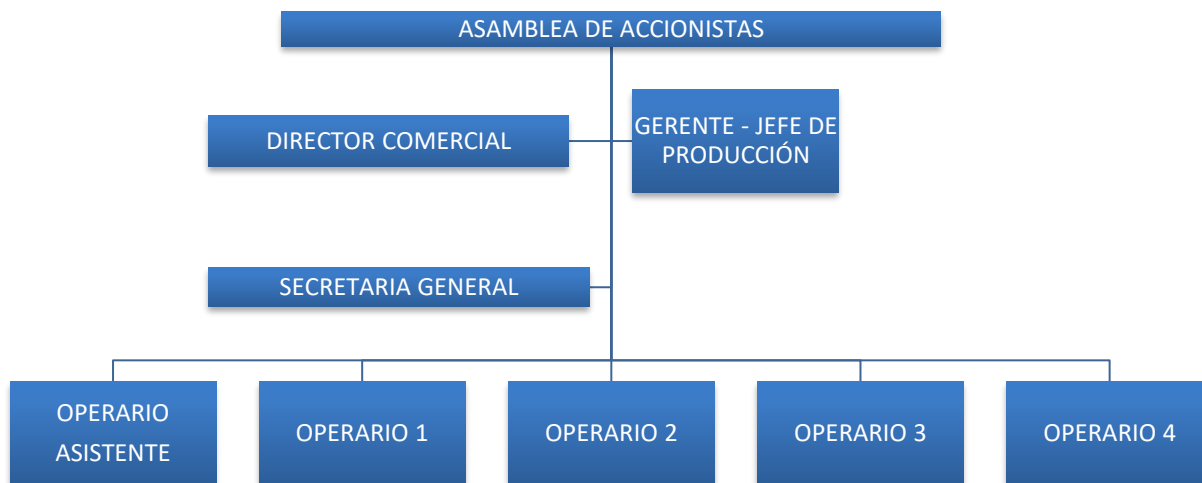 ASAMBLEA DE ACCIONISTAS
DIRECTOR COMERCIAL
GERENTE - JEFE DE
PRODUCCIÓN
SECRETARIA GENERAL
OPERARIO
ASISTENTE
OPERARIO 1
OPERARIO 2
OPERARIO 3
OPERARIO 4